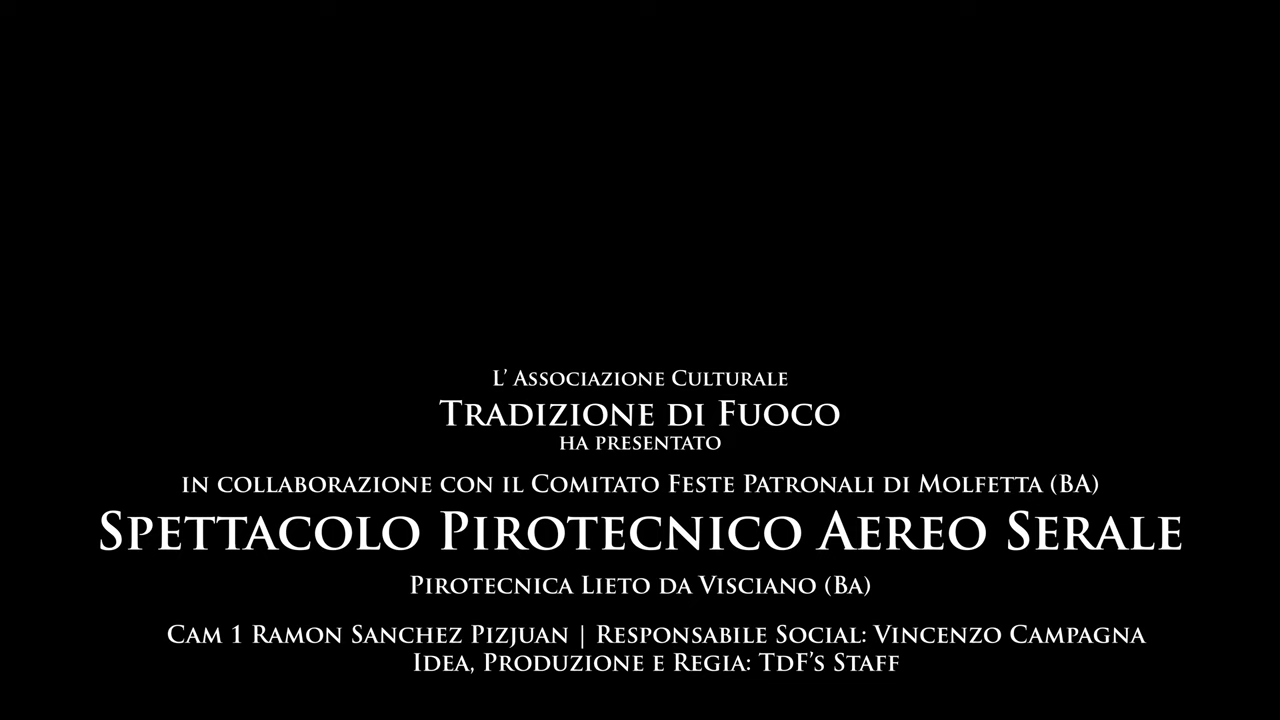 L' Associazione Culturale
Tradizione di Fuoco
ha presentato
in collaborazione con il Comitato Feste Patronali di Molfetta (BA)
Spettacolo Pirotecnico Aereo Serale
Pirotecnica Lieto da Visciano (Ba)
Cam 1 Ramon Sanchez Pizjuan | Responsabile Social: Vincenzo Campagna
Idea, Produzione e Regia: TdF's Staff